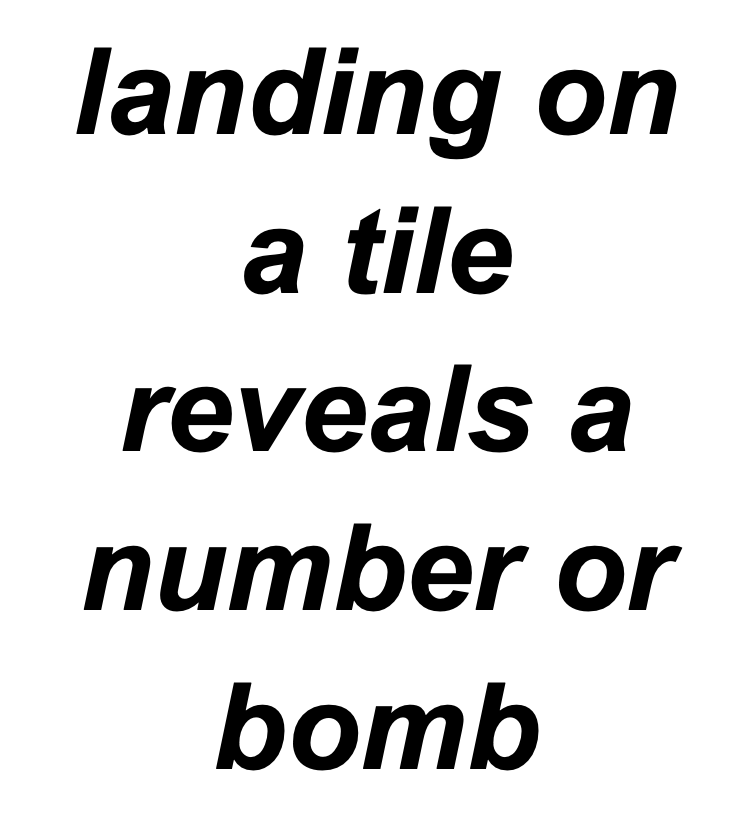 landing on
a tile
reveals a
number or
bomb